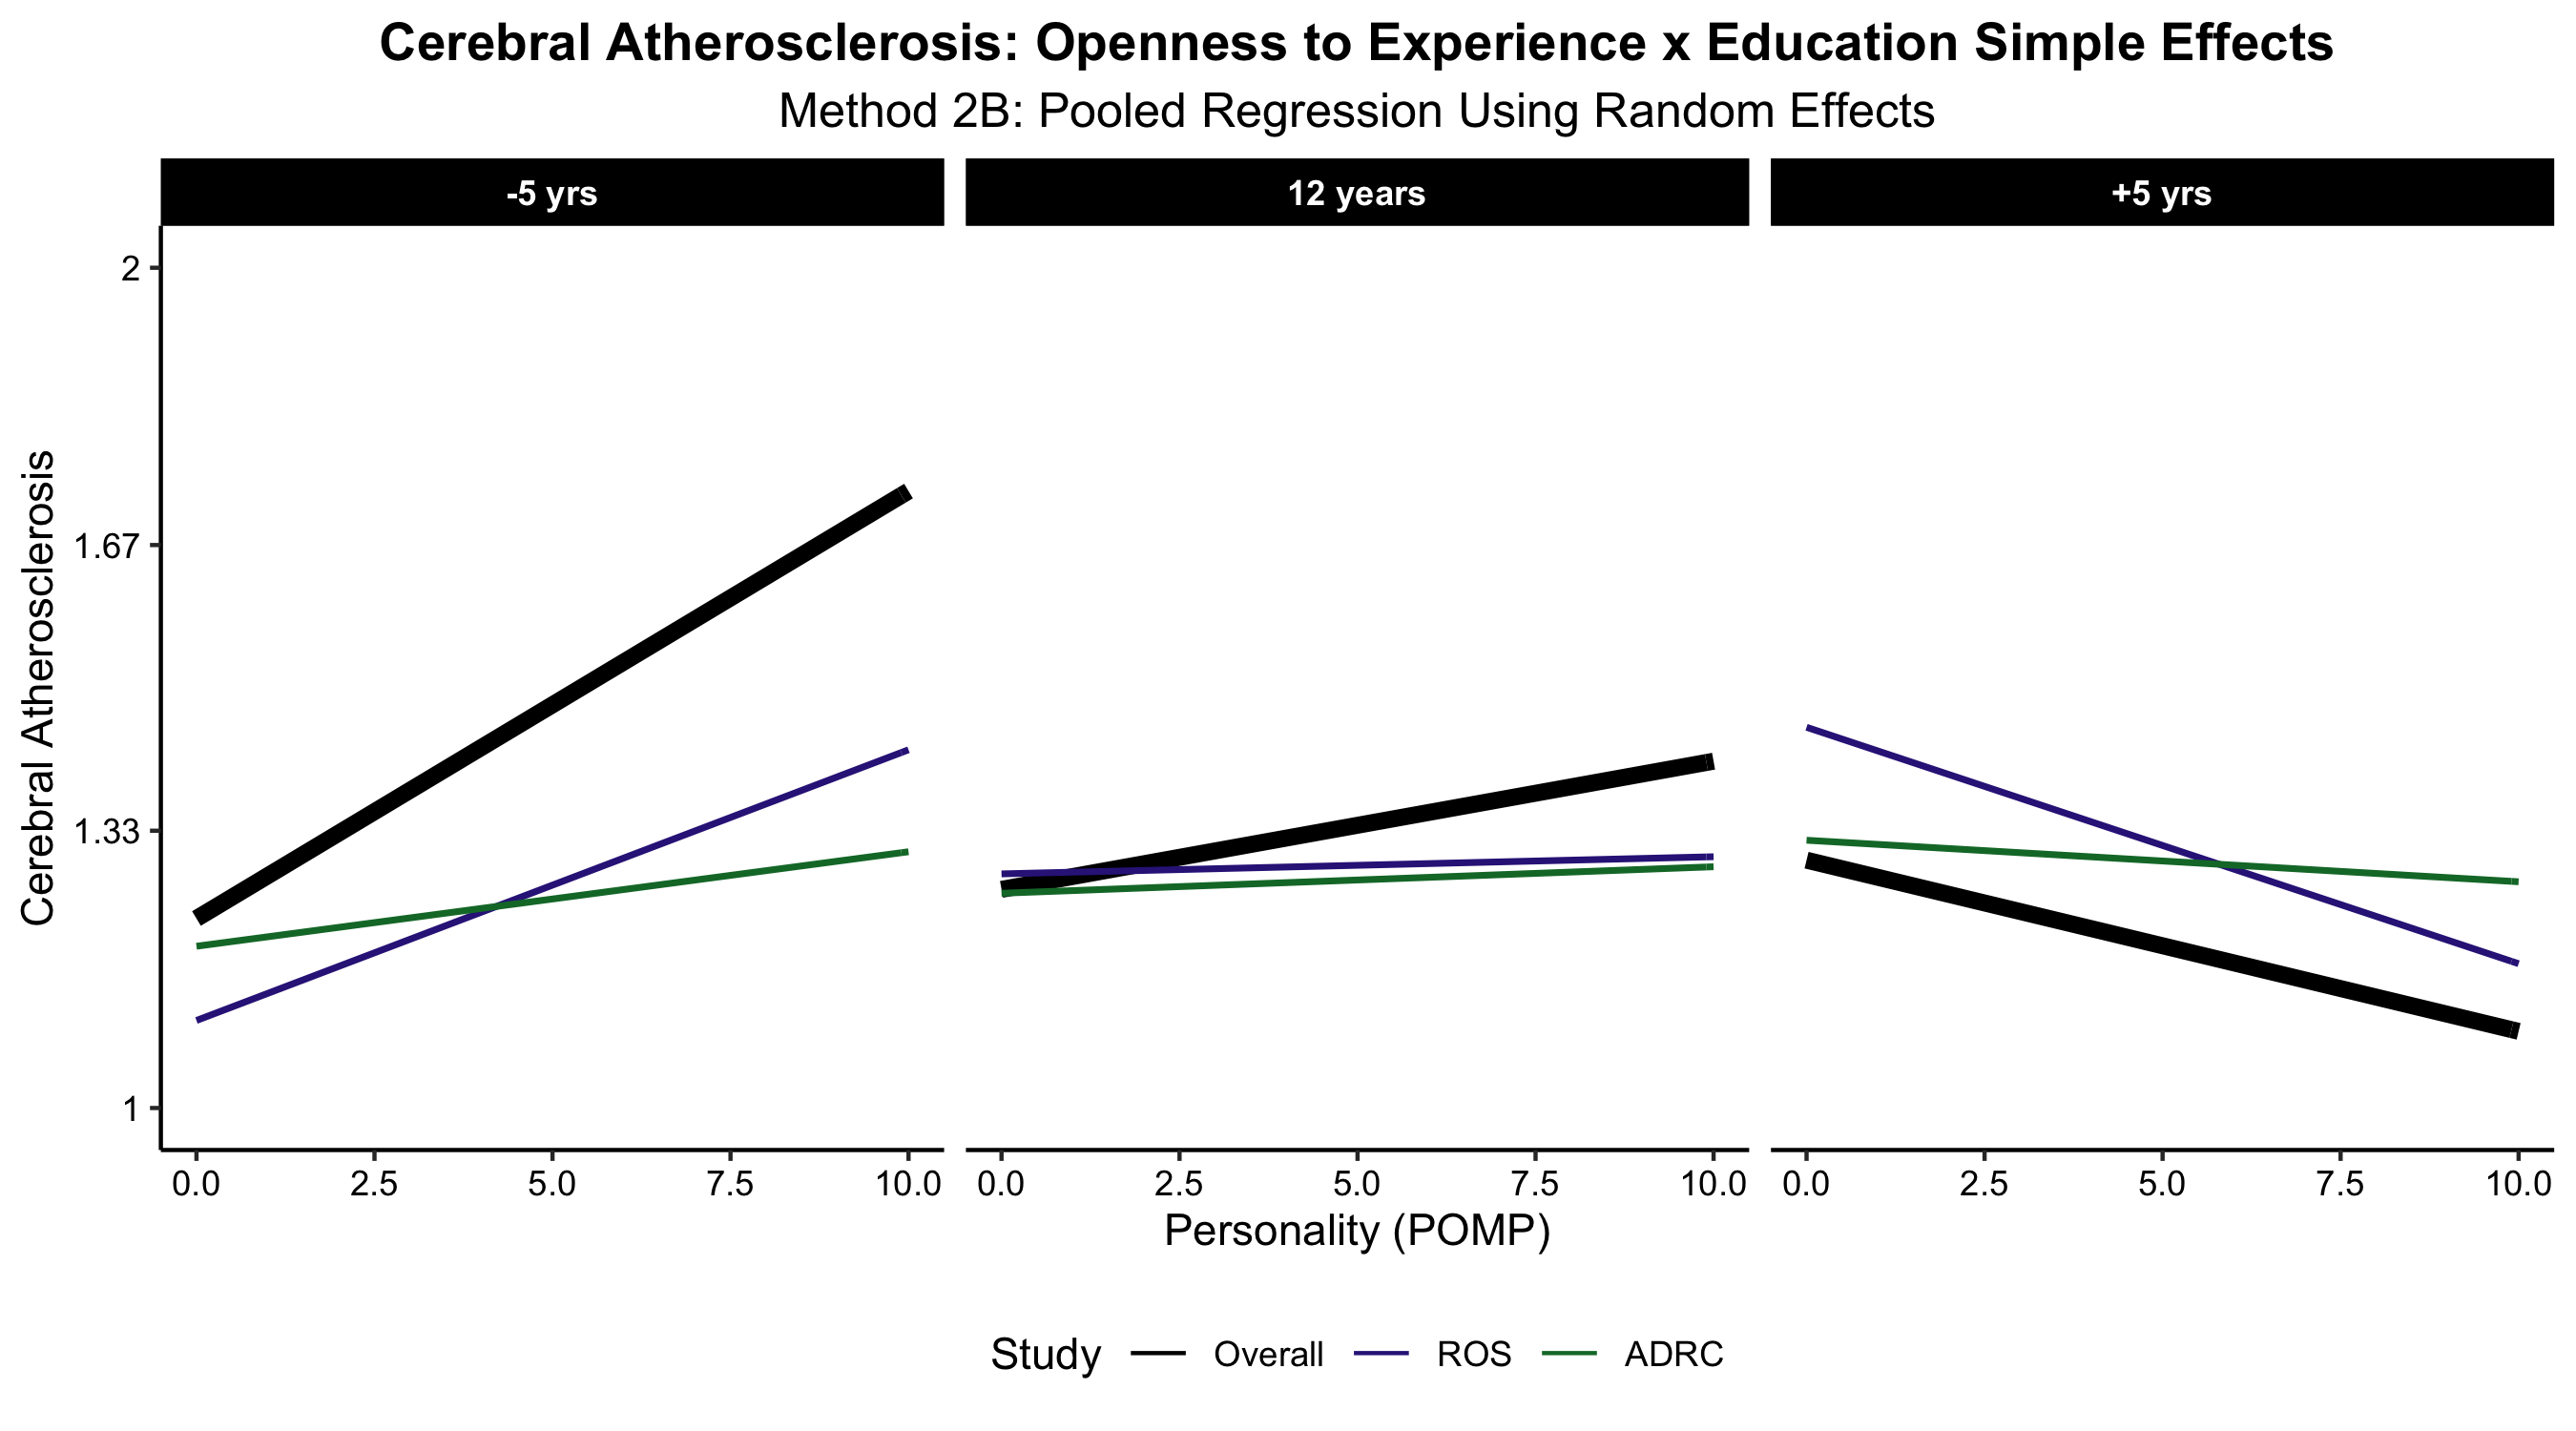 Cerebral Atherosclerosis: Openness to Experience x Education Simple Effects
Method 2B: Pooled Regression Using Random Effects
-5 yrs 12 years +5 yrs
Cerebral Atherosclerosis
2
1.67
1.33
1
0.0 2.5 5.0 7.5 10.0 0.0 2.5 5.0 7.5 10.0 0.0 2.5 5.0 7.5 10.0
Personality (POMP)
Study Overall ROS ADRC